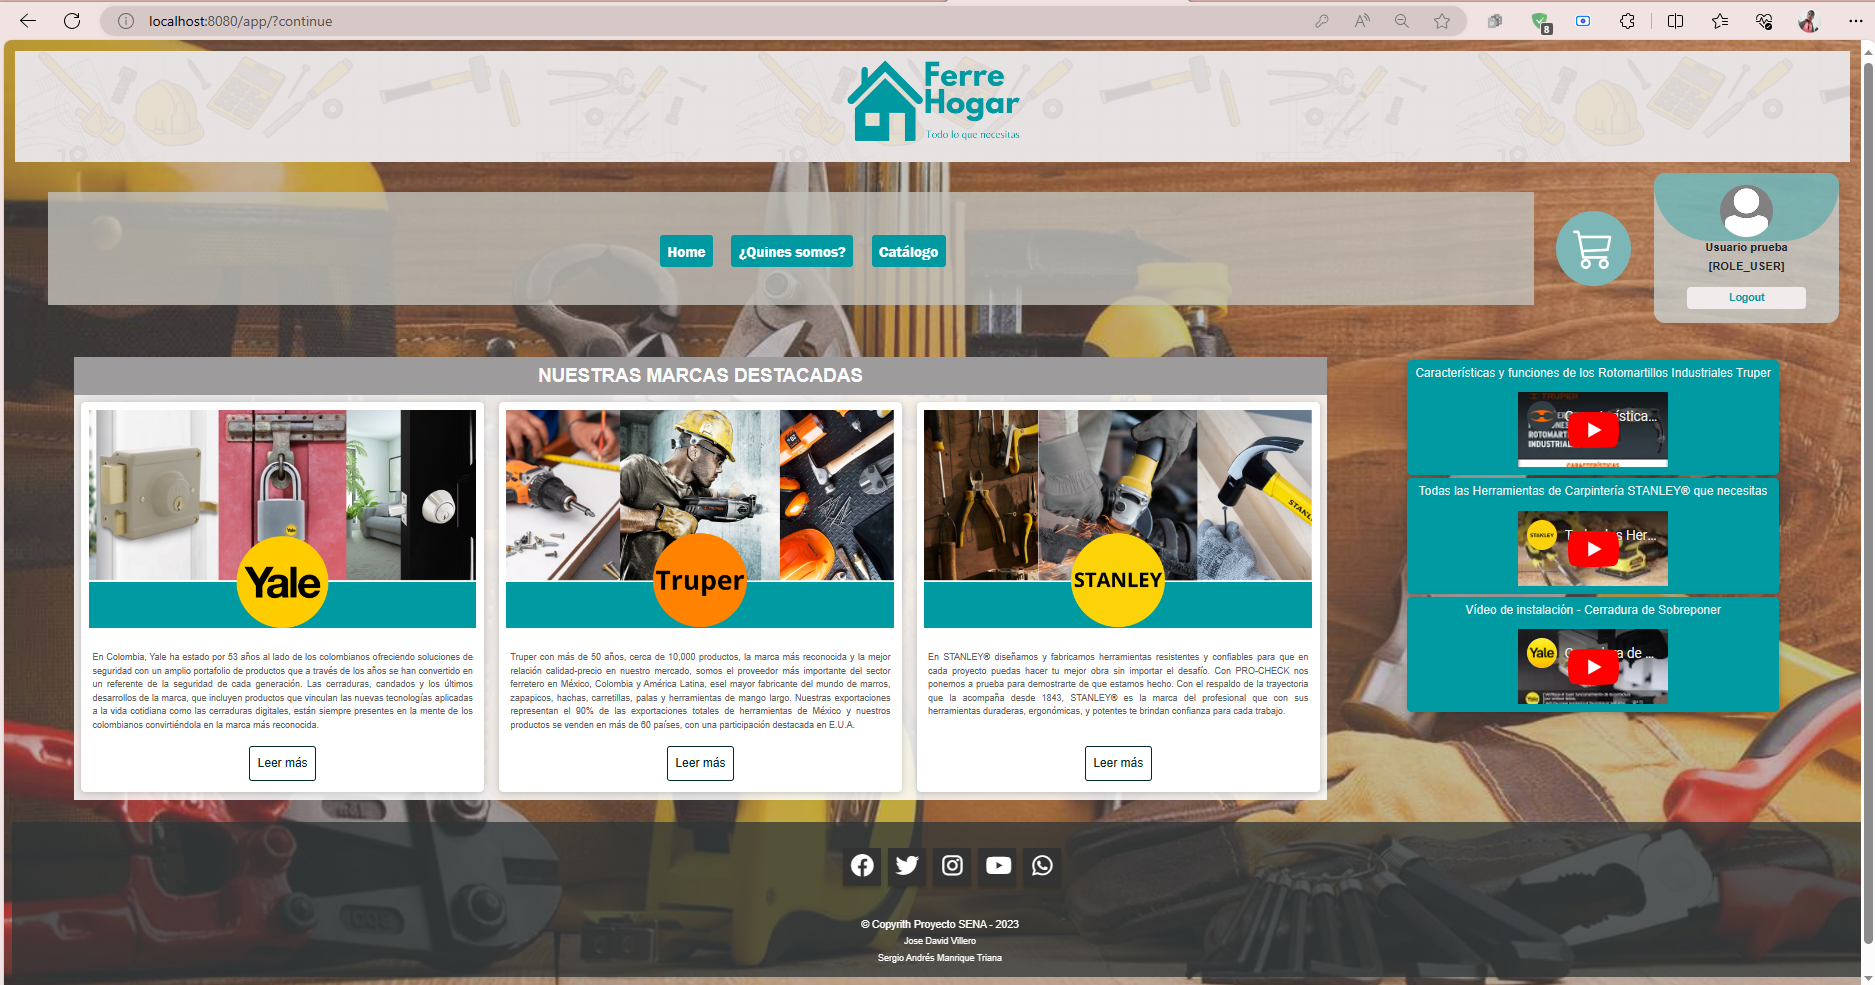 localhost:8080/app/?continue
8
Ferre
Hogar
Todo lo que necesitas
Home
¿Quines somos?
Catálogo
Usuario prueba
[ROLE_USER]
Logout
NUESTRAS MARCAS DESTACADAS
Yale
En Colombia, Yale ha estado por 53 años al lado de los colombianos ofreciendo soluciones de
seguridad con un amplio portafolio de productos que a través de los años se han convertido en
un referente de la seguridad de cada generación. Las cerraduras, candados y los últimos
desarrollos de la marca, que incluyen productos que vinculan las nuevas tecnologías aplicadas
a la vida cotidiana como las cerraduras digitales, están siempre presentes en la mente de los
colombianos convirtiéndola en la marca más reconocida.
Leer más
Truper
Truper con más de 50 años, cerca de 10,000 productos, la marca más reconocida y la mejor
relación calidad-precio en nuestro mercado, somos el proveedor más importante del sector
ferretero en México, Colombia y América Latina, esel mayor fabricante del mundo de marros,
zapapicos, hachas, carretillas, palas y herramientas de mango largo. Nuestras exportaciones
representan el 90% de las exportaciones totales de herramientas de México y nuestros
productos se venden en más de 60 países, con una participación destacada en E.U.A.
Leer más
STANLEY
En STANLEY® diseñamos y fabricamos herramientas resistentes y confiables para que en
cada proyecto puedas hacer tu mejor obra sin importar el desafío. Con PRO-CHECK nos
ponemos a prueba para demostrarte de que estamos hecho. Con el respaldo de la trayectoria
que la acompaña desde 1843, STANLEY® es la marca del profesional que con sus
herramientas duraderas, ergonómicas, y potentes te brindan confianza para cada trabajo.
Leer más
Características y funciones de los Rotomartillos Industriales Truper
TRUPER
ROTOMART
INDUSTRIAL
CARACTERÍSTICAS
Todas las Herramientas de Carpintería STANLEY® que necesitas
STANLEY
Her...
Vídeo de instalación - Cerradura de Sobreponer
Yale
de ...
© Copyrith Proyecto SENA - 2023
Jose David Villero
Sergio Andrés Manrique Triana